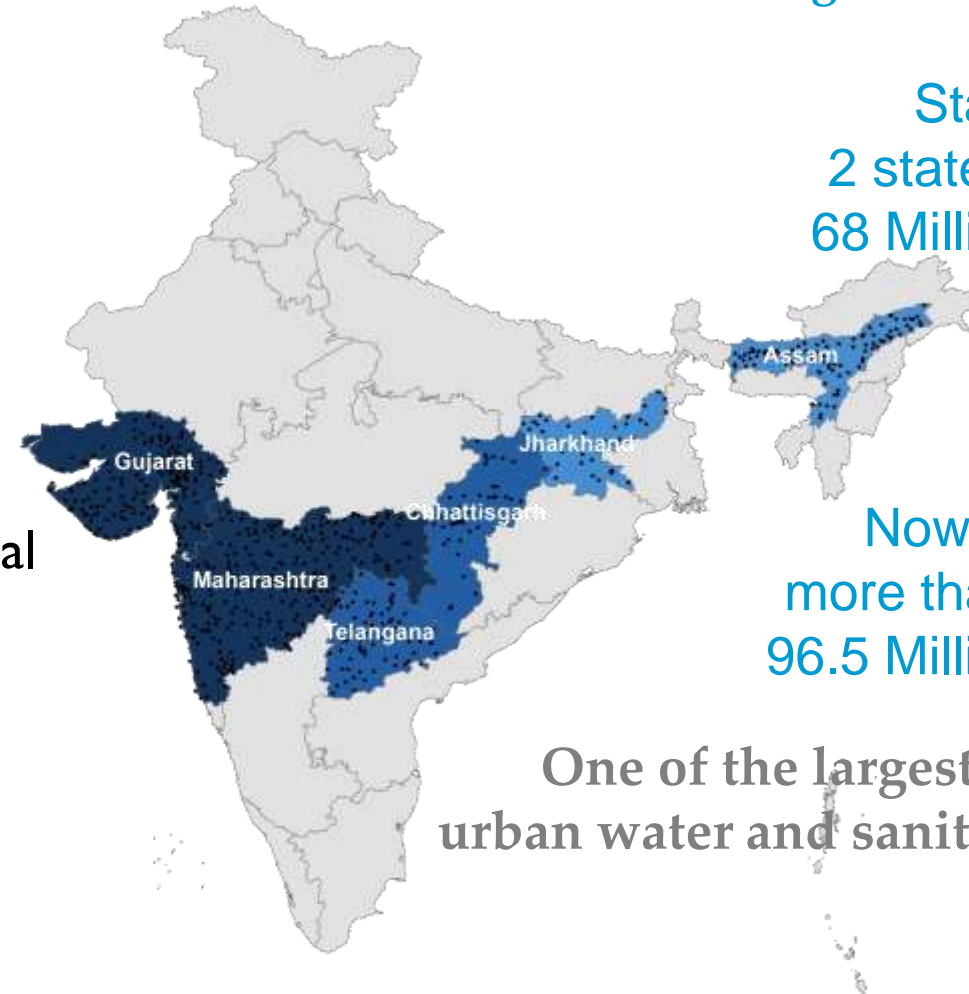 Sta
2 state
68 Milli
Assam
Jharkhand
Gujarat
Chhattisgarh
al
Now
more tha
96.5 Milli
Maharashtra
Telangana
One of the largest
urban water and sanit